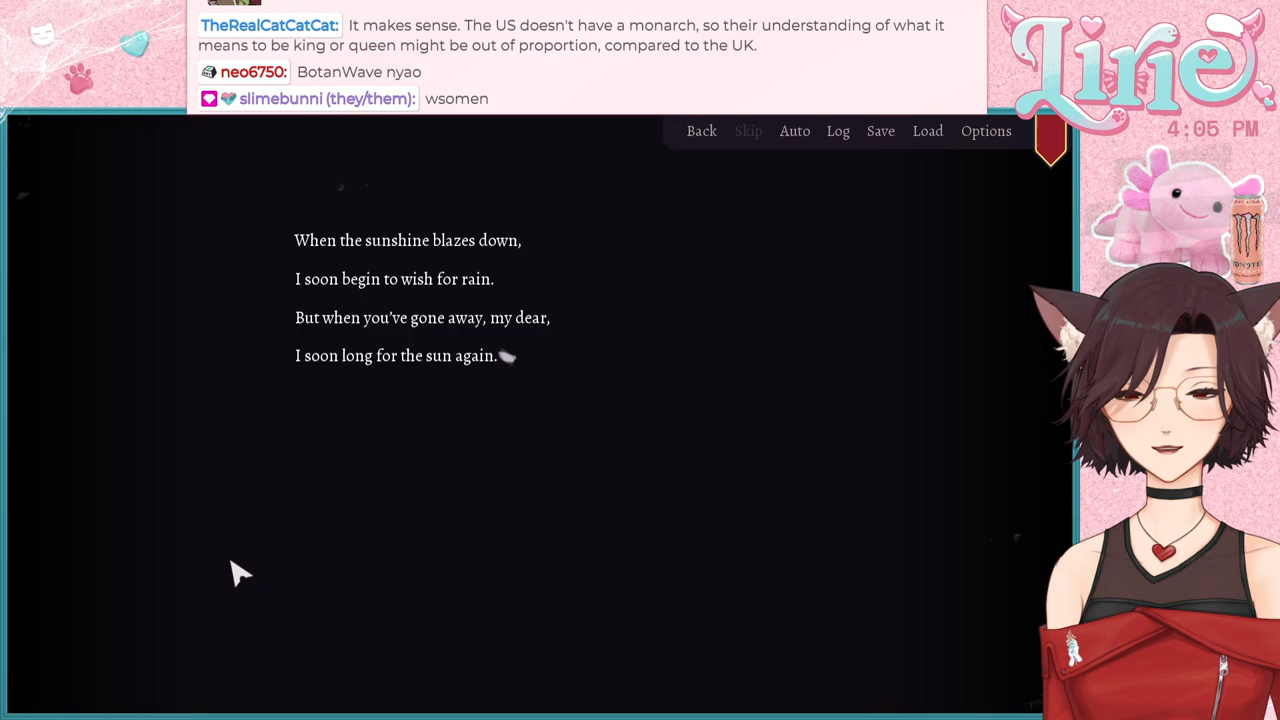 TheRealCatCatCat: It makes sense. The US doesn't have a monarch, so their understanding of what it
means to be king or queen might be out of proportion, compared to the UK.
neo6750: BotanWave nyao
slimebunni (they/them): wsomen
Lirie
4:05 PM
Back Skip Auto Log Save Load Options
When the sunshine blazes down,
I soon begin to wish for rain.
But when you've gone away, my dear,
I soon long for the sun again.
MONSTER